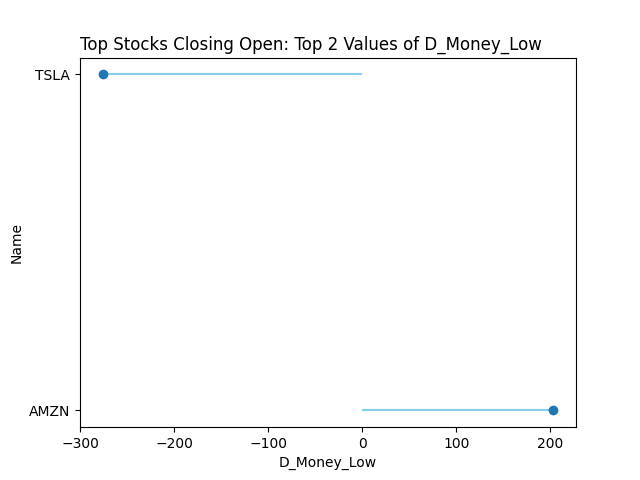 Top Stocks Closing Open: Top 2 Values of D_Money_Low
TSLA
Name
AMZN
−300 −200 −100 0 100 200
D_Money_Low